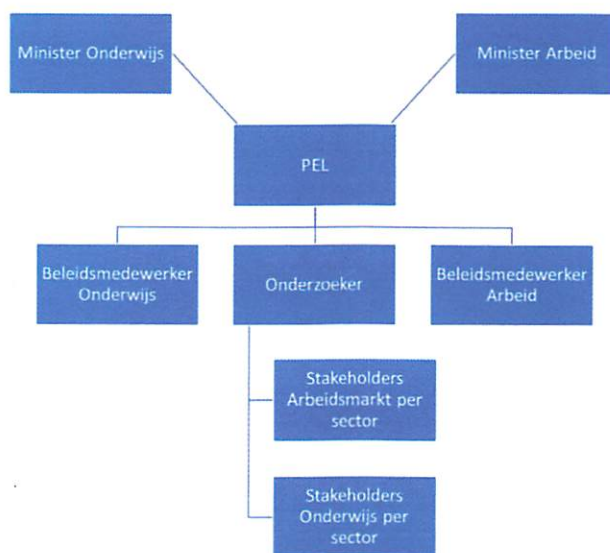 Minister Onderwijs
Minister Arbeid
PEL
Beleidsmedewerker
Onderwijs
Onderzoeker
Beleidsmedewerker
Arbeid
Stakeholders
Arbeidsmarkt per
sector
Stakeholders
Onderwijs per
sector